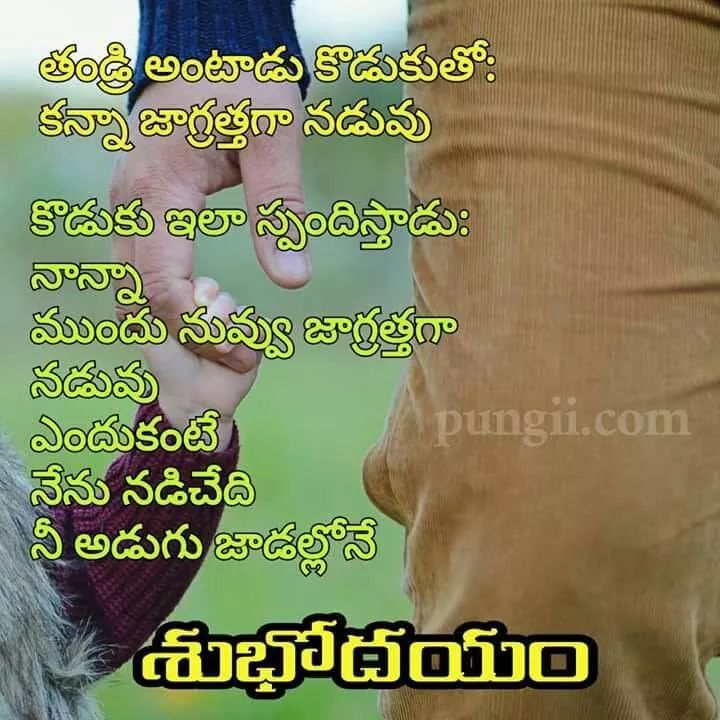 తండ్రి అంటాడు కొడుకుతో:
కన్నా జాగ్రత్తగా నడువు
కొడుకు ఇలా స్పందిస్తాడు:
నాన్నా
ముందు నువ్వు జాగ్రత్తగా
నడువు
ఎందుకంటే
నేను నడిచేది
నీ అడుగు జాడల్లోనే
pungii.com
శుభోదయం